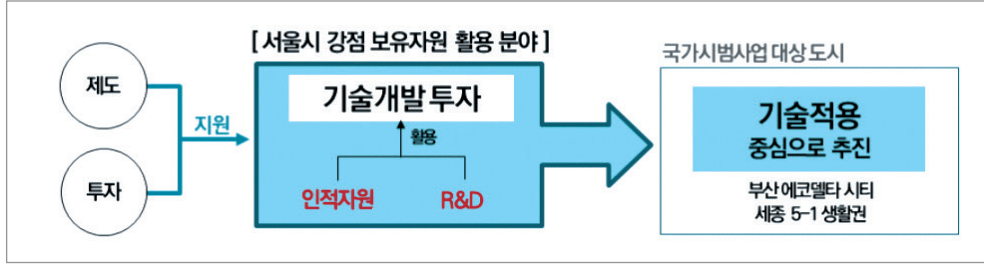 제도
투자
지원
[ 서울시 강점 보유자원 활용 분야 ]
기술개발 투자
활용
인적자원
R&D
국가시범사업 대상 도시
기술적용
중심으로 추진
부산 에코델타 시티
세종 5-1 생활권